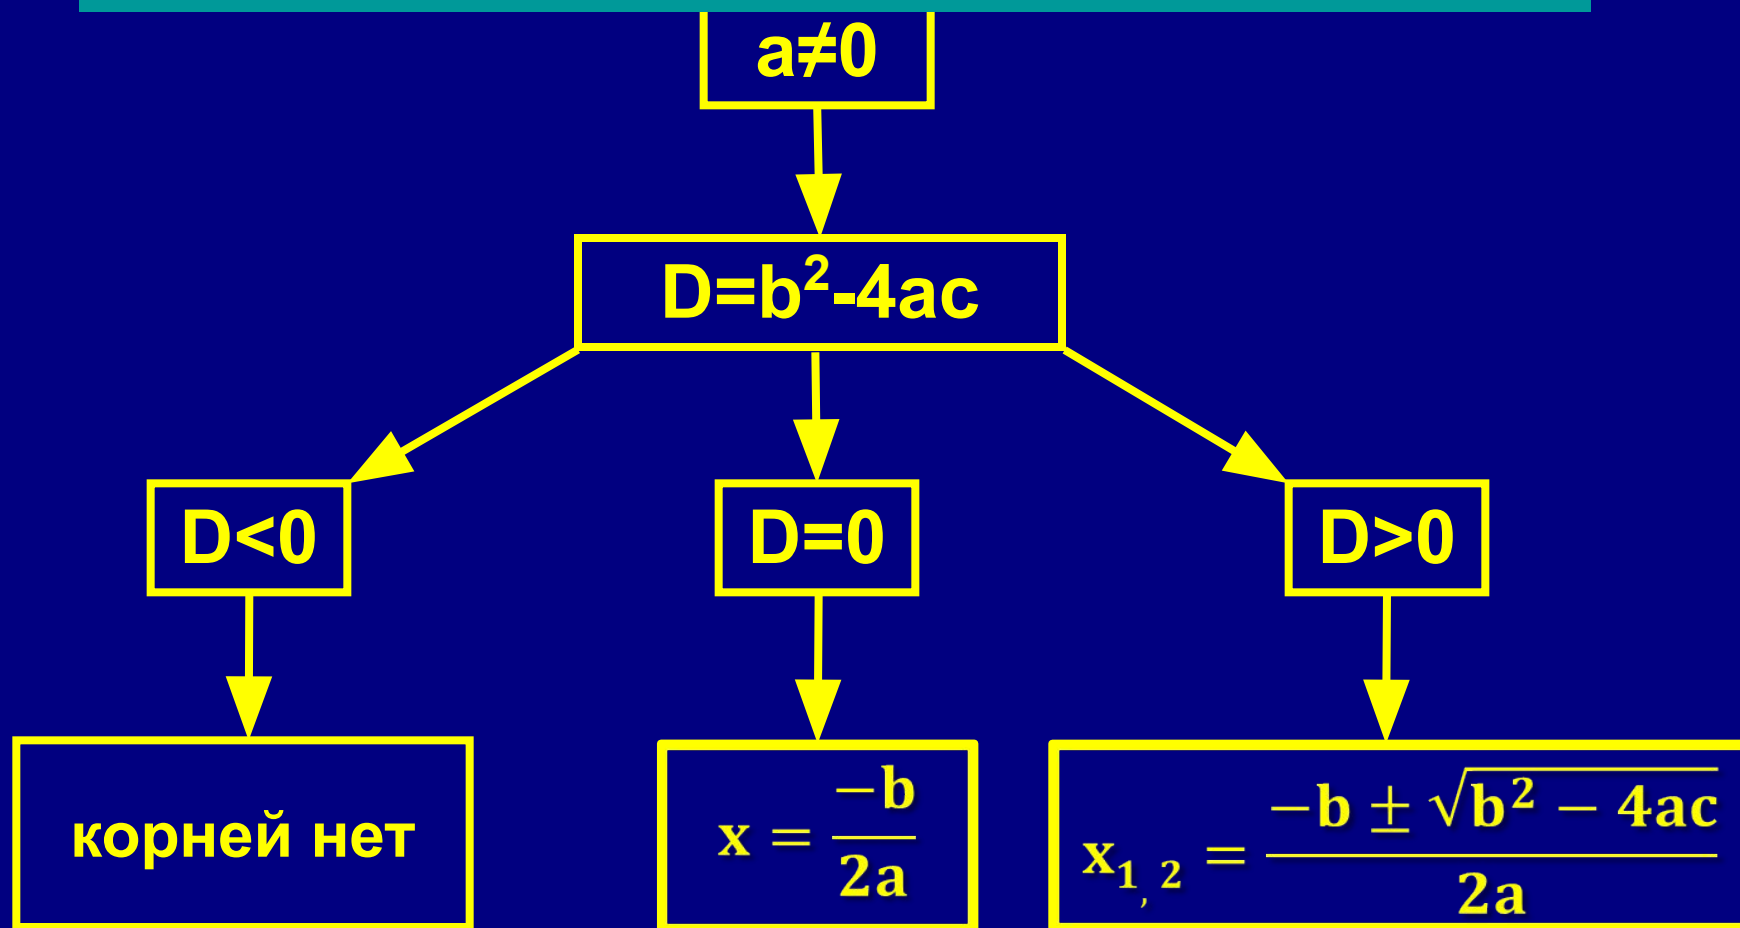 a≠0
D=b²-4ac
D<0
D=0
D>0
корней нет
x = −b / 2a
x₁,₂ = −b ± √(b² − 4ac) / 2a